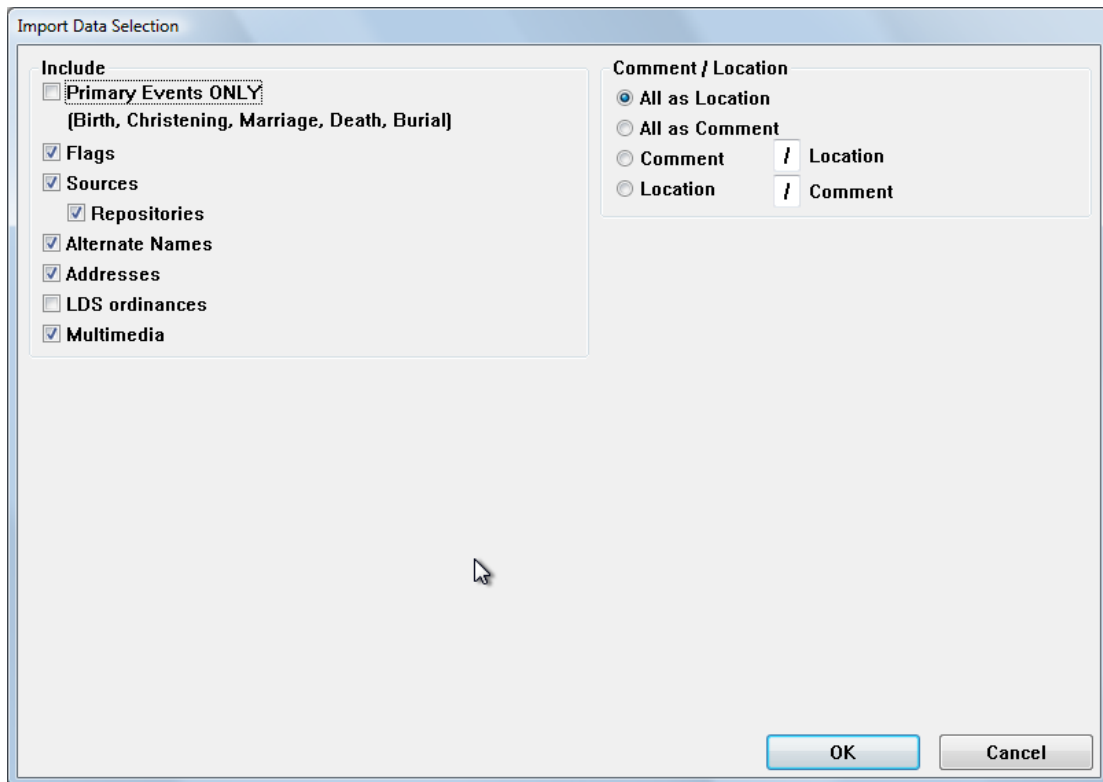 Import Data Selection
Include
Primary Events ONLY
(Birth, Christening, Marriage, Death, Burial)
Flags
Sources
Repositories
Alternate Names
Addresses
LDS ordinances
Multimedia
Comment / Location
All as Location
All as Comment
Comment / Location
Location / Comment
OK Cancel